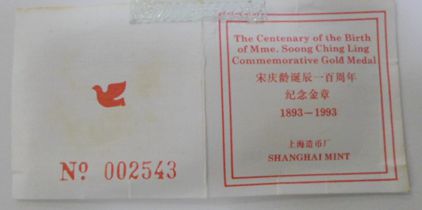 Nº 002543
The Centenary of the Birth
of Mme. Soong Ching Ling
Commemorative Gold Medal
宋庆龄诞辰一百周年
纪念金章
1893-1993
上海造币厂
SHANGHAI MINT